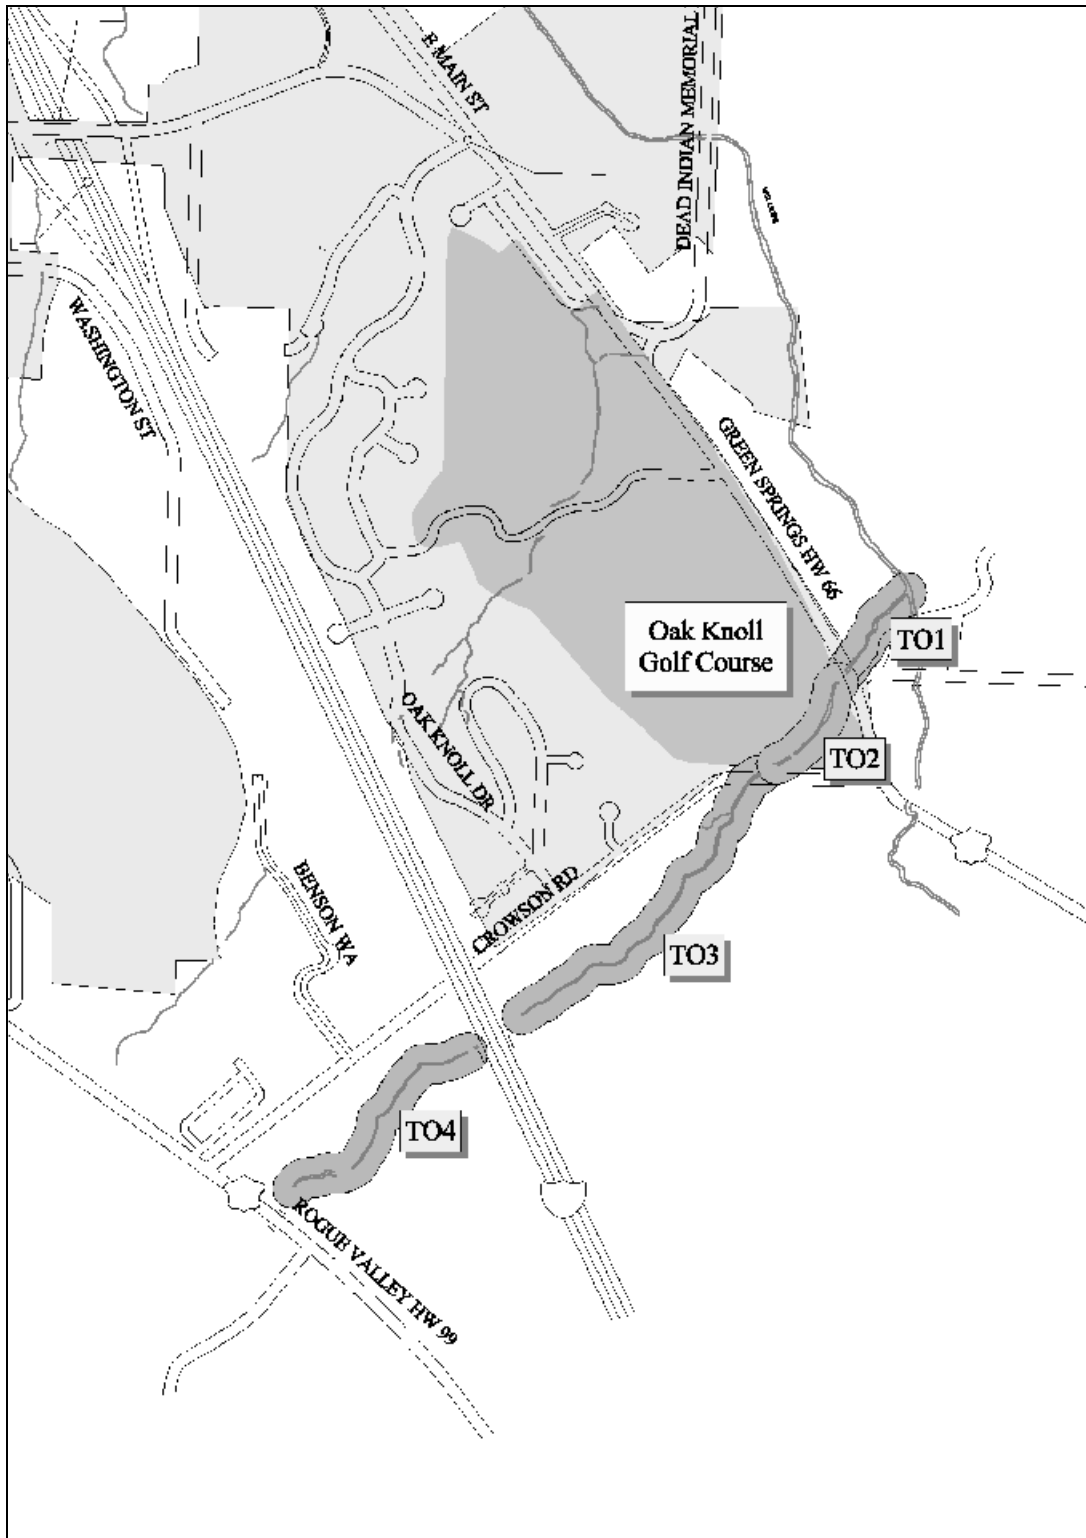 E MAIN ST
DEAD INDIAN MEMORIAL
WASHINGTON ST
GREEN SPRINGS HW 66
Oak Knoll
Golf Course
TO1
OAK KNOLL DR
TO2
CROWSON RD
BENSON WA
TO3
TO4
ROGUE VALLEY HW 99